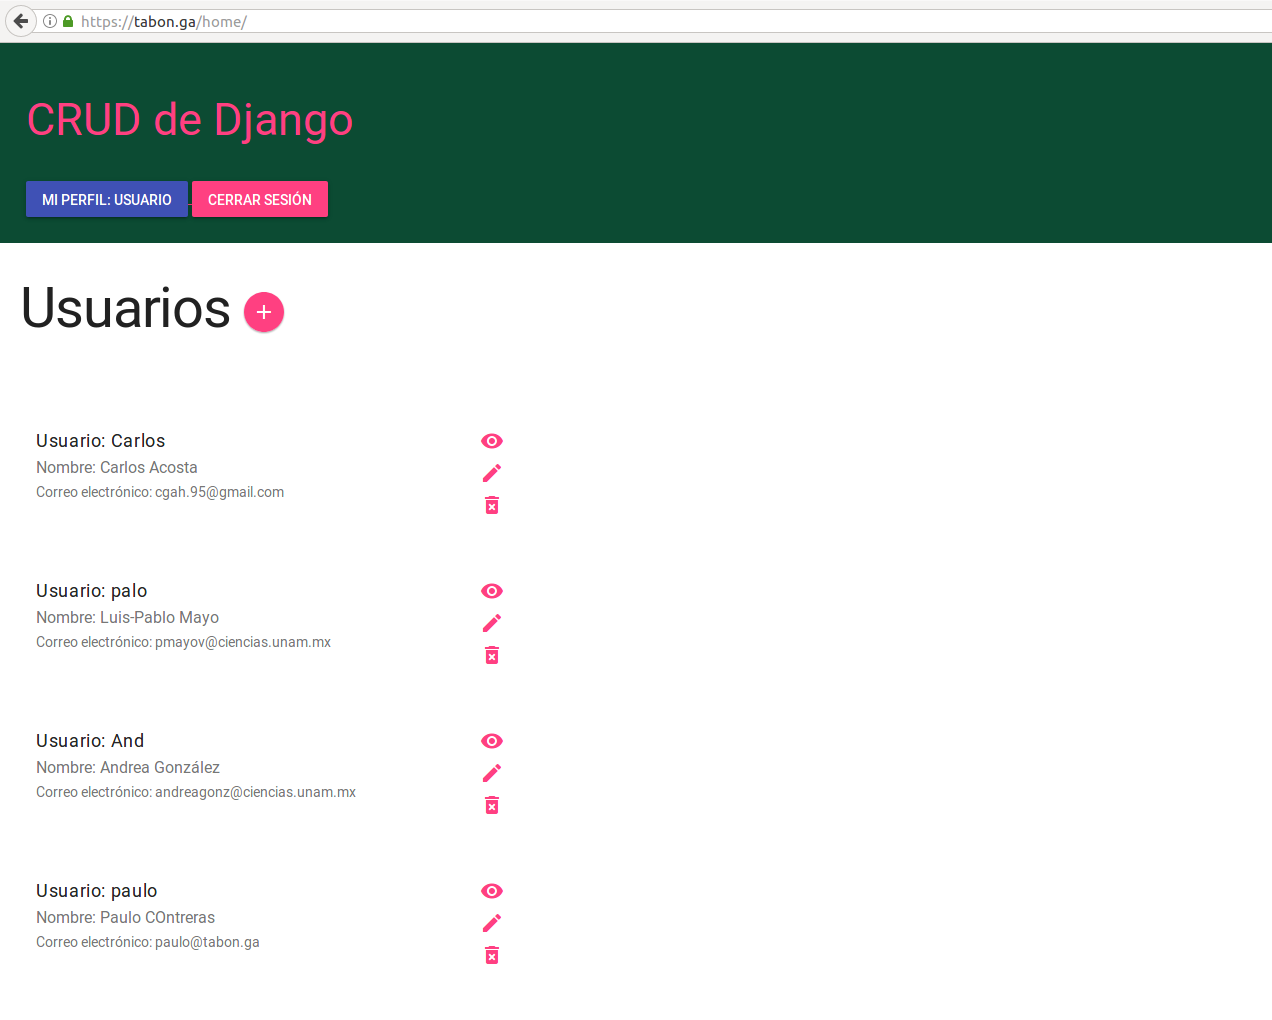 https://tabon.ga/home/
CRUD de Django
MI PERFIL: USUARIO CERRAR SESIÓN
Usuarios +
Usuario: Carlos
Nombre: Carlos Acosta
Correo electrónico: cgah.95@gmail.com
Usuario: palo
Nombre: Luis-Pablo Mayo
Correo electrónico: pmayov@ciencias.unam.mx
Usuario: And
Nombre: Andrea González
Correo electrónico: andreagonz@ciencias.unam.mx
Usuario: paulo
Nombre: Paulo COntreras
Correo electrónico: paulo@tabon.ga